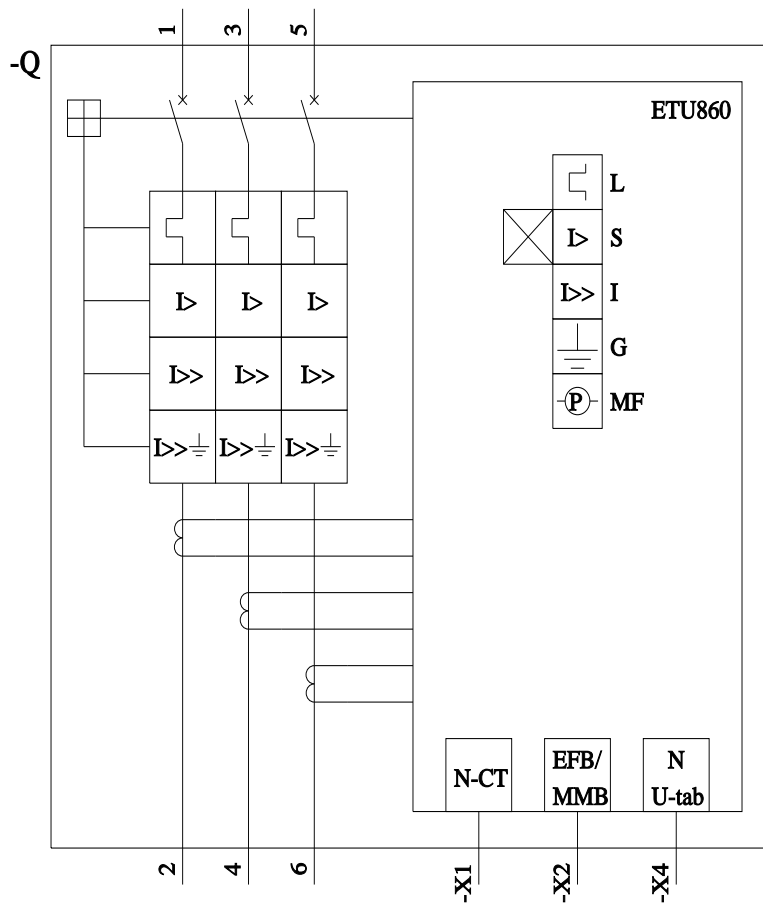 1 3 5
-Q
ETU860
L
I> S
I> I> I>
I>> I
I>> I>> I>>
G
P MF
I>> I>> I>>
N-CT
EFB/
MMB
N
U-tab
2 4 6
-X1 -X2 -X4